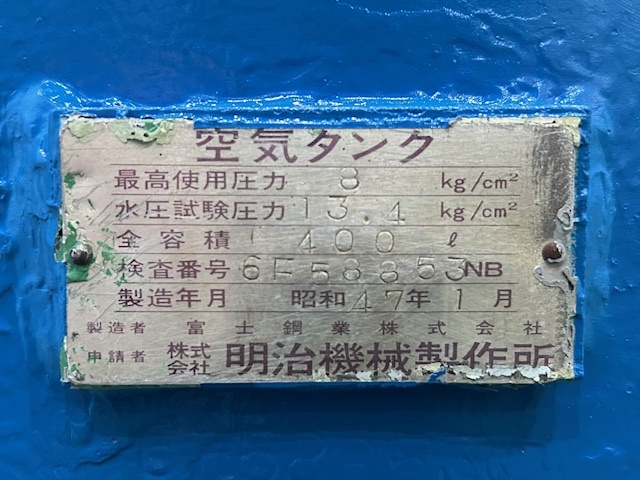 空気タンク
最高使用圧力 8 kg/cm²
水圧試験圧力 13.4 kg/cm²
全容積 400 ℓ
検査番号 6F58853NB
製造年月 昭和47年1月
製造者 富士鋼業株式会社
申請者 株式会社 明治機械製作所